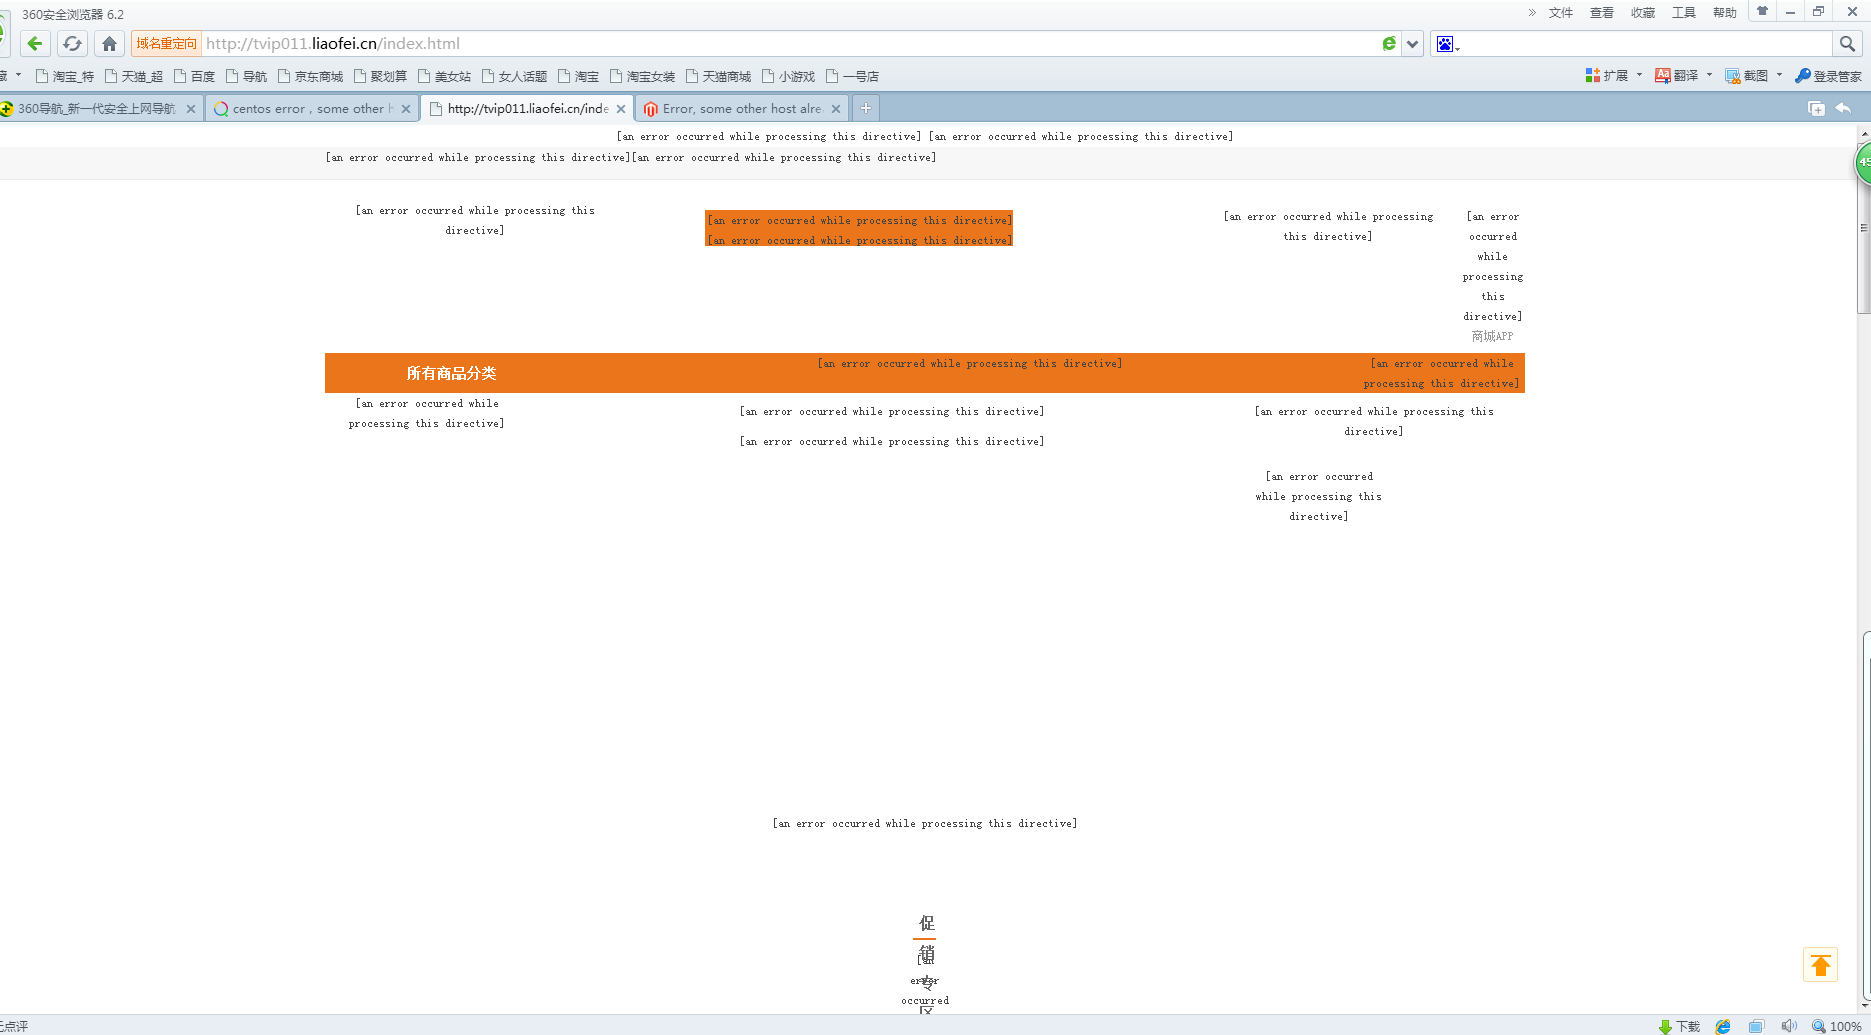 360安全浏览器 6.2
» 文件 查看 收藏 工具 帮助
域名重定向 http://tvip011.liaofei.cn/index.html
藏 淘宝_特 天猫_超 百度 导航 京东商城 聚划算 美女站 女人话题 淘宝 淘宝女装 天猫商城 小游戏 一号店 扩展 翻译 截图 登录管家
360导航_新一代安全上网导航 centos error , some other h http://tvip011.liaofei.cn/inde Error, some other host alre
[an error occurred while processing this directive] [an error occurred while processing this directive]
[an error occurred while processing this directive][an error occurred while processing this directive]
45
[an error occurred while processing this
directive]
[an error occurred while processing this directive]
[an error occurred while processing this directive]
[an error occurred while processing
this directive]
[an error
occurred
while
processing
this
directive]
商城APP
所有商品分类
[an error occurred while processing this directive]
[an error occurred while
processing this directive]
[an error occurred while
processing this directive]
[an error occurred while processing this directive]
[an error occurred while processing this directive]
[an error occurred while processing this
directive]
[an error occurred
while processing this
directive]
[an error occurred while processing this directive]
促
销
专
区
[an
error
occurred
点评
下载 100%